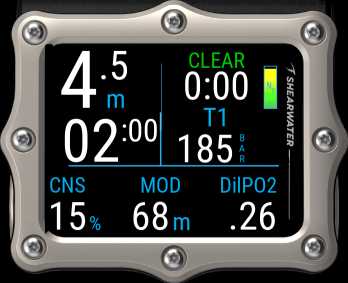 4.5 m
CLEAR
0:00
N₂
T1
02:00
185 BAR
SHEARWATER
CNS MOD DilPO2
15% 68m .26